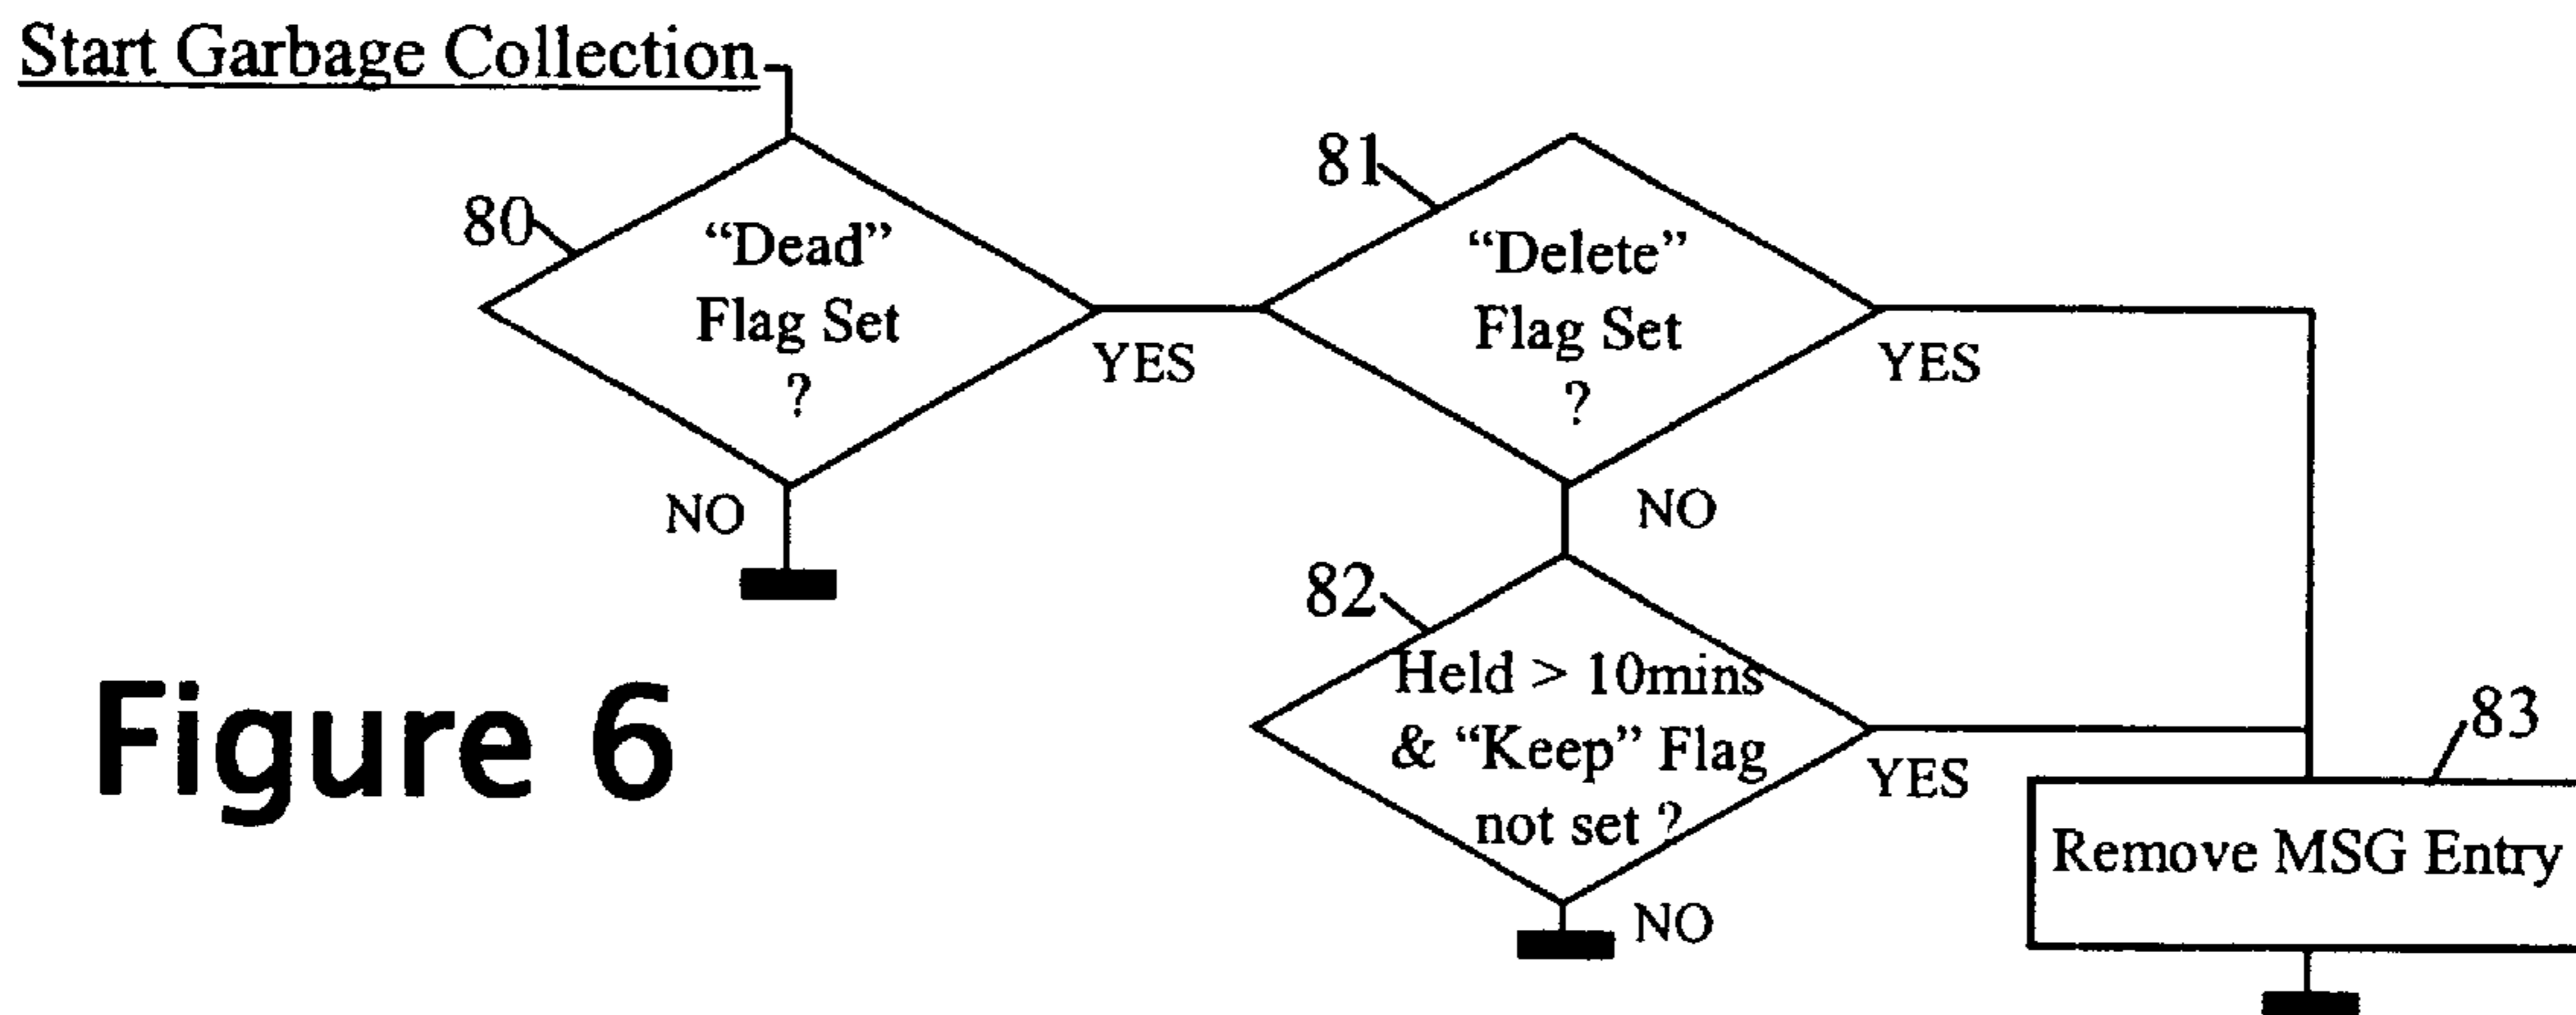 Start Garbage Collection
80
“Dead”
Flag Set
?
YES
NO
81
“Delete”
Flag Set
?
YES
NO
82
Held > 10mins
& “Keep” Flag
not set ?
YES
NO
83
Remove MSG Entry
Figure 6